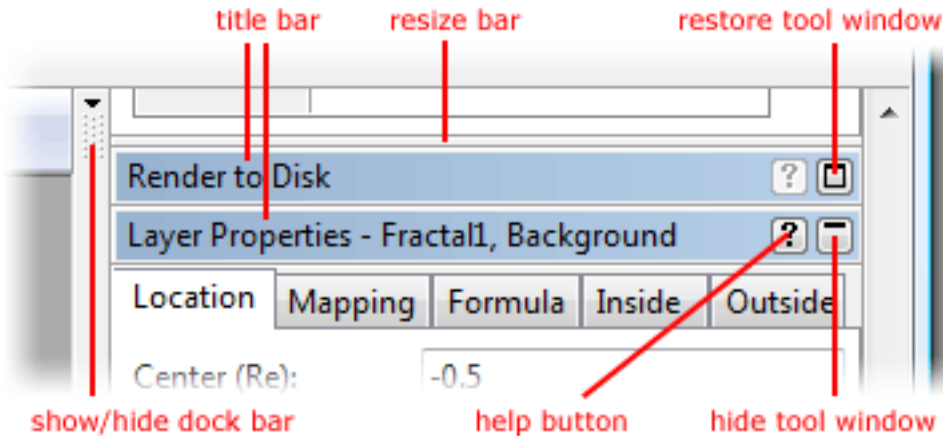 title bar resize bar restore tool window
Render to Disk ?
Layer Properties - Fractal1, Background ?
Location Mapping Formula Inside Outside
Center (Re): -0.5
show/hide dock bar help button hide tool window